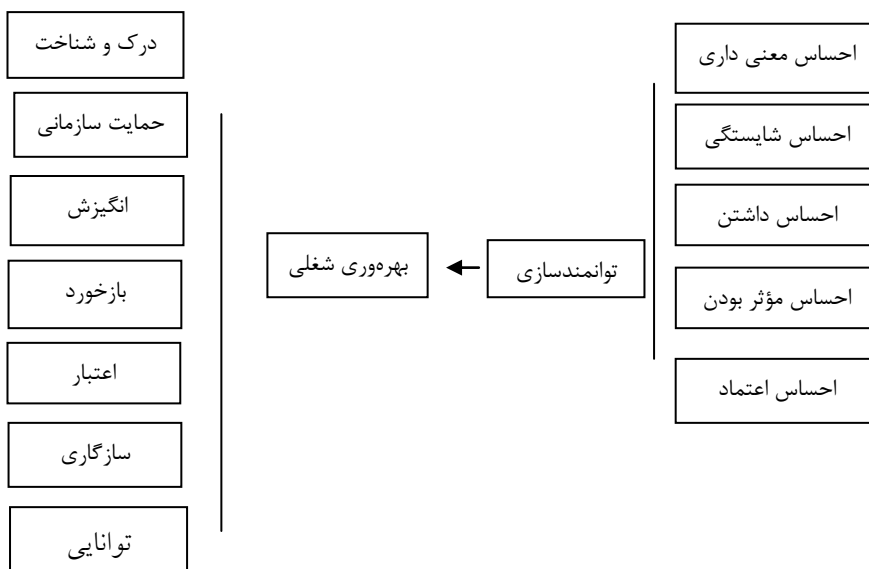 احساس معنی داری
احساس شایستگی
احساس داشتن
احساس مؤثر بودن
احساس اعتماد
توانمندسازی
بهره‌وری شغلی
درک و شناخت
حمایت سازمانی
انگیزش
بازخورد
اعتبار
سازگاری
توانایی